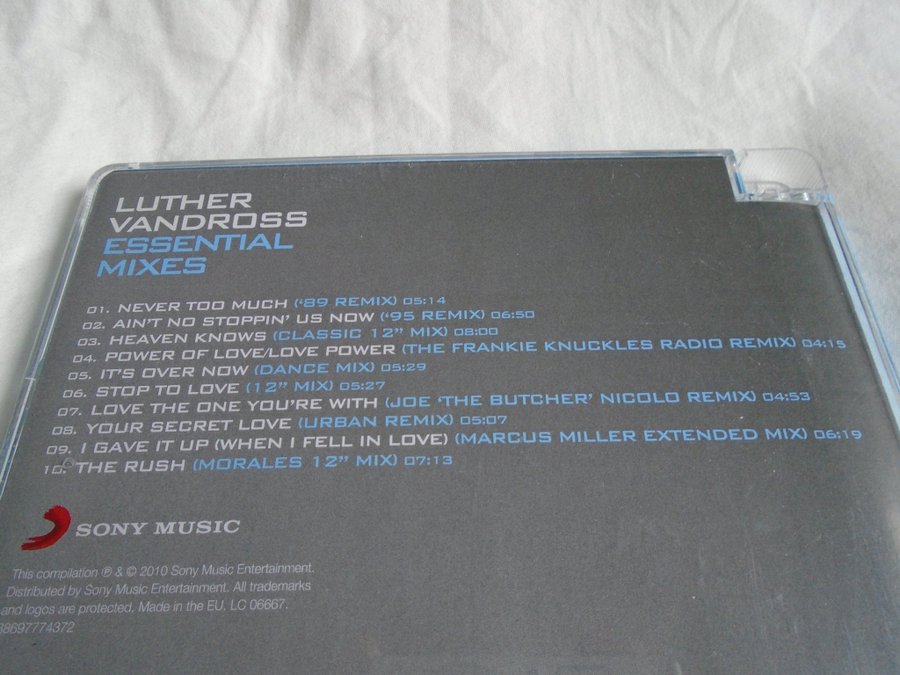 LUTHER
VANDROSS
ESSENTIAL
MIXES
01. NEVER TOO MUCH ('89 REMIX) 05:14
02. AIN'T NO STOPPIN' US NOW ('95 REMIX) 06:50
03. HEAVEN KNOWS (CLASSIC 12" MIX) 08:00
04. POWER OF LOVE/LOVE POWER (THE FRANKIE KNUCKLES RADIO REMIX) 04:15
05. IT'S OVER NOW (DANCE MIX) 05:29
06. STOP TO LOVE (12" MIX) 05:27
07. LOVE THE ONE YOU'RE WITH (JOE 'THE BUTCHER' NICOLO REMIX) 04:53
08. YOUR SECRET LOVE (URBAN REMIX) 05:07
09. I GAVE IT UP (WHEN I FELL IN LOVE) (MARCUS MILLER EXTENDED MIX) 06:19
10. THE RUSH (MORALES 12" MIX) 07:13
SONY MUSIC
This compilation ℗ & © 2010 Sony Music Entertainment.
Distributed by Sony Music Entertainment. All trademarks
and logos are protected. Made in the EU. LC 06667.
88697774372